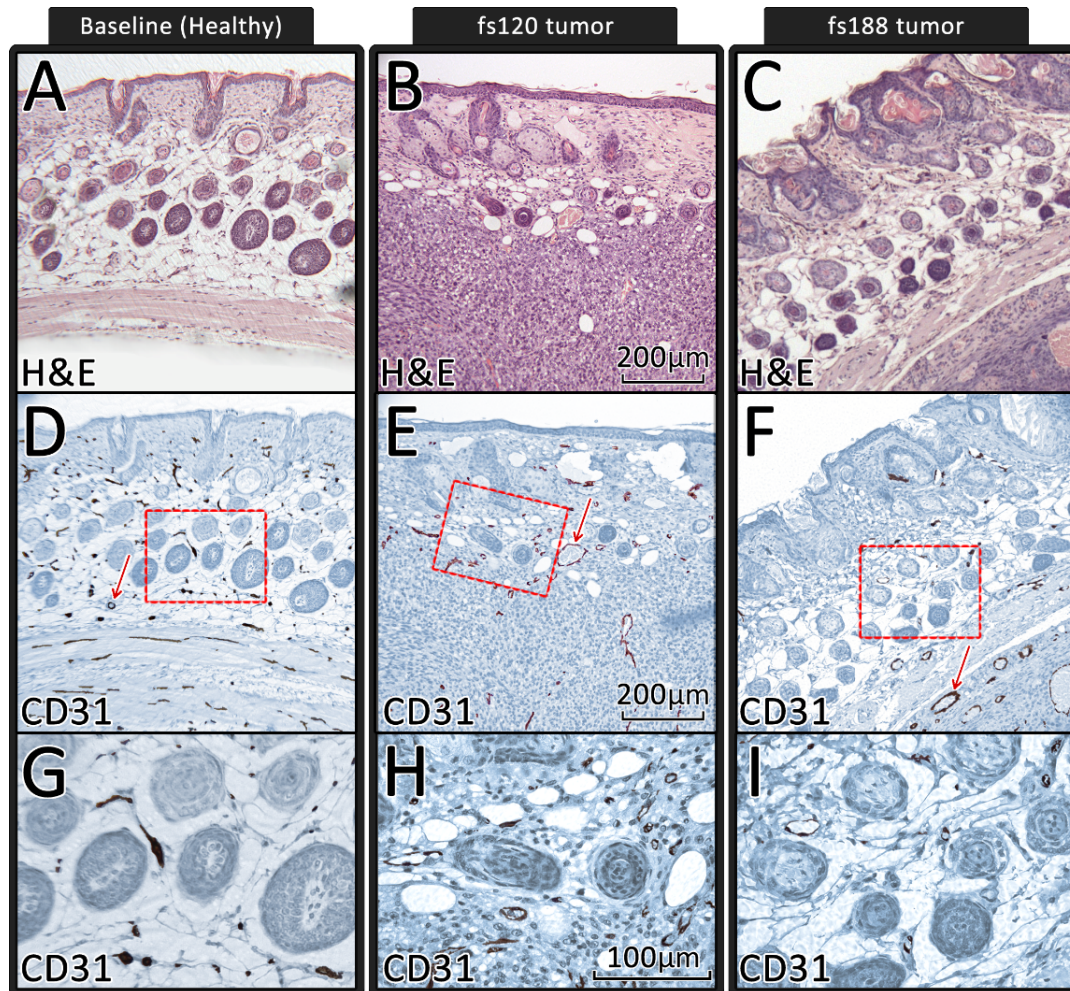 Baseline (Healthy)
fs120 tumor
fs188 tumor
A
B
C
H&E
H&E
200µm
H&E
D
E
F
CD31
CD31
200µm
CD31
G
H
I
CD31
CD31
100µm
CD31